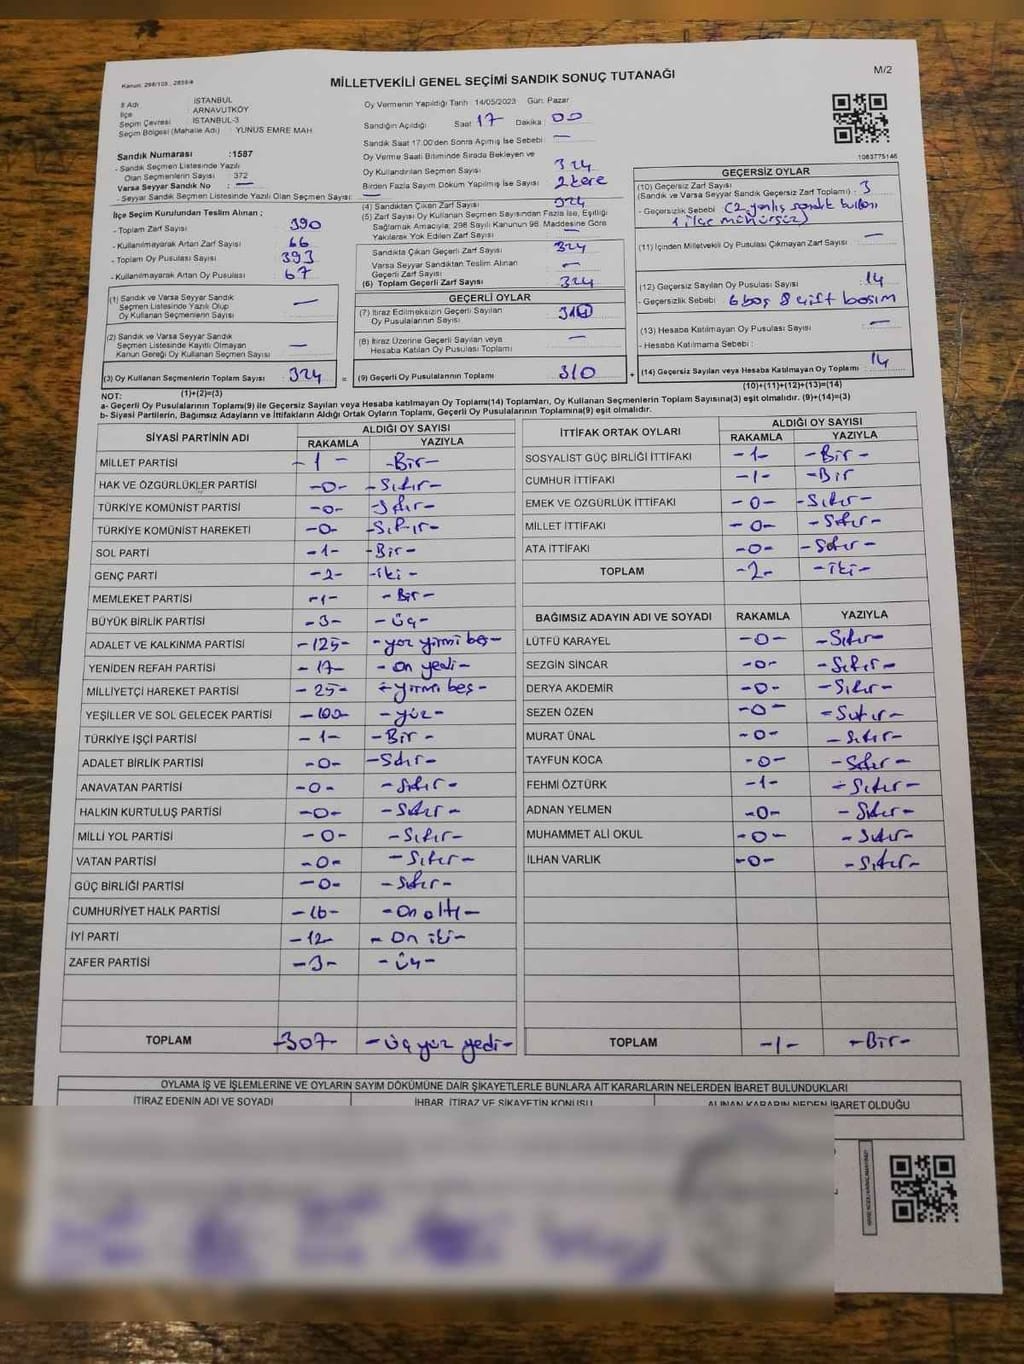 Kanun: 298/105 , 2839/4
MİLLETVEKİLİ GENEL SEÇİMİ SANDIK SONUÇ TUTANAĞI
M/2
İl Adı : İSTANBUL
İlçe : ARNAVUTKÖY
Seçim Çevresi : İSTANBUL-3
Seçim Bölgesi (Mahalle Adı) : YUNUS EMRE MAH
Oy Vermenin Yapıldığı Tarih 14/05/2023 Gün: Pazar
Sandığın Açıldığı Saat 17 Dakika 00
Sandık Saat 17.00'den Sonra Açılmış İse Sebebi : —
Sandık Numarası :1587
- Sandık Seçmen Listesinde Yazılı
Olan Seçmenlerin Sayısı : 372
Varsa Seyyar Sandık No : —
- Seyyar Sandık Seçmen Listesinde Yazılı Olan Seçmen Sayısı: —
Oy Verme Saati Bitiminde Sırada Bekleyen ve
Oy Kullandırılan Seçmen Sayısı : 324
Birden Fazla Sayım Döküm Yapılmış İse Sayısı : 2 kere
1083775146
İlçe Seçim Kurulundan Teslim Alınan ;
- Toplam Zarf Sayısı : 390
- Kullanılmayarak Artan Zarf Sayısı : 66
- Toplam Oy Pusulası Sayısı : 393
- Kullanılmayarak Artan Oy Pusulası : 67
(1) Sandık ve Varsa Seyyar Sandık
Seçmen Listesinde Yazılı Olup
Oy Kullanan Seçmenlerin Sayısı —
(2) Sandık ve Varsa Seyyar Sandık
Seçmen Listesinde Kayıtlı Olmayan
Kanun Gereği Oy Kullanan Seçmen Sayısı —
(3) Oy Kullanan Seçmenlerin Toplam Sayısı 324
(1)+(2)=(3)
(4) Sandıktan Çıkan Zarf Sayısı : 324
(5) Zarf Sayısı Oy Kullanan Seçmen Sayısından Fazla İse, Eşitliği
Sağlamak Amacıyla, 298 Sayılı Kanunun 98. Maddesine Göre
Yakılarak Yok Edilen Zarf Sayısı : —
Sandıkta Çıkan Geçerli Zarf Sayısı : 324
Varsa Seyyar Sandıktan Teslim Alınan
Geçerli Zarf Sayısı : —
(6) Toplam Geçerli Zarf Sayısı : 324
GEÇERLİ OYLAR
(7) İtiraz Edilmeksizin Geçerli Sayılan
Oy Pusulalarının Sayısı
(8) İtiraz Üzerine Geçerli Sayılan veya
Hesaba Katılan Oy Pusulası Toplamı —
= (9) Geçerli Oy Pusulalarının Toplamı 310 +
GEÇERSİZ OYLAR
(10) Geçersiz Zarf Sayısı
(Sandık ve Varsa Seyyar Sandık Geçersiz Zarf Toplamı) : 3
- Geçersizlik Sebebi : (2 yanlış sandık
1 ilçe mühürsüz)
(11) İçinden Milletvekili Oy Pusulası Çıkmayan Zarf Sayısı : —
(12) Geçersiz Sayılan Oy Pusulası Sayısı : 14
- Geçersizlik Sebebi : 6 boş 8 çift basım
(13) Hesaba Katılmayan Oy Pusulası Sayısı : —
- Hesaba Katılmama Sebebi :
(14) Geçersiz Sayılan veya Hesaba Katılmayan Oy Toplamı 14
(10)+(11)+(12)+(13)=(14)
NOT:
a- Geçerli Oy Pusulalarının Toplamı(9) ile Geçersiz Sayılan veya Hesaba katılmayan Oy Toplamı(14) Toplamları, Oy Kullanan Seçmenlerin Toplam Sayısına(3) eşit olmalıdır. (9)+(14)=(3)
b- Siyasi Partilerin, Bağımsız Adayların ve İttifakların Aldığı Ortak Oyların Toplamı, Geçerli Oy Pusulalarının Toplamına(9) eşit olmalıdır.
SİYASİ PARTİNİN ADI ALDIĞI OY SAYISI
RAKAMLA YAZIYLA
MİLLET PARTİSİ -1- -Bir-
HAK VE ÖZGÜRLÜKLER PARTİSİ -0- -Sıfır-
TÜRKİYE KOMÜNİST PARTİSİ -0- -Sıfır-
TÜRKİYE KOMÜNİST HAREKETİ -0- -Sıfır-
SOL PARTİ -1- -Bir-
GENÇ PARTİ -2- -iki-
MEMLEKET PARTİSİ -1- -Bir-
BÜYÜK BİRLİK PARTİSİ -3- -üç-
ADALET VE KALKINMA PARTİSİ -125- -yüz yirmi beş-
YENİDEN REFAH PARTİSİ -17- -on yedi-
MİLLİYETÇİ HAREKET PARTİSİ -25- -yirmi beş-
YEŞİLLER VE SOL GELECEK PARTİSİ -100- -yüz-
TÜRKİYE İŞÇİ PARTİSİ -1- -Bir-
ADALET BİRLİK PARTİSİ -0- -Sıfır-
ANAVATAN PARTİSİ -0- -Sıfır-
HALKIN KURTULUŞ PARTİSİ -0- -Sıfır-
MİLLİ YOL PARTİSİ -0- -Sıfır-
VATAN PARTİSİ -0- -Sıfır-
GÜÇ BİRLİĞİ PARTİSİ -0- -Sıfır-
CUMHURİYET HALK PARTİSİ -16- -On altı-
İYİ PARTİ -12- -On iki-
ZAFER PARTİSİ -3- -üç-
TOPLAM -307- -üç yüz yedi-
İTTİFAK ORTAK OYLARI ALDIĞI OY SAYISI
RAKAMLA YAZIYLA
SOSYALİST GÜÇ BİRLİĞİ İTTİFAKI -1- -Bir-
CUMHUR İTTİFAKI -1- -Bir
EMEK VE ÖZGÜRLÜK İTTİFAKI -0- -Sıfır-
MİLLET İTTİFAKI -0- -Sıfır-
ATA İTTİFAKI -0- -Sıfır-
TOPLAM -2- -iki-
BAĞIMSIZ ADAYIN ADI VE SOYADI RAKAMLA YAZIYLA
LÜTFÜ KARAYEL -0- -Sıfır-
SEZGİN SİNCAR -0- -Sıfır-
DERYA AKDEMİR -0- -Sıfır-
SEZEN ÖZEN -0- -Sıfır-
MURAT ÜNAL -0- -Sıfır-
TAYFUN KOCA -0- -Sıfır-
FEHMİ ÖZTÜRK -1- -Sıfır-
ADNAN YELMEN -0- -Sıfır-
MUHAMMET ALİ OKUL -0- -Sıfır-
İLHAN VARLIK -0- -Sıfır-
TOPLAM -1- -Bir-
OYLAMA İŞ VE İŞLEMLERİNE VE OYLARIN SAYIM DÖKÜMÜNE DAİR ŞİKAYETLERLE BUNLARA AİT KARARLARIN NELERDEN İBARET BULUNDUKLARI
İTİRAZ EDENİN ADI VE SOYADI İHBAR, İTİRAZ VE ŞİKAYETİN KONUSU ALINAN KARARIN NEDEN İBARET OLDUĞU